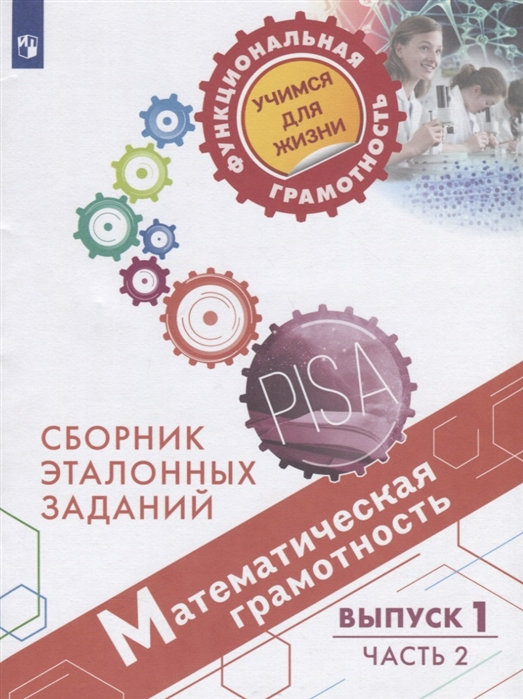 ФУНКЦИОНАЛЬНАЯ
ГРАМОТНОСТЬ
УЧИМСЯ
ДЛЯ
ЖИЗНИ
PISA
СБОРНИК
ЭТАЛОННЫХ
ЗАДАНИЙ
МАТЕМАТИЧЕСКАЯ
ГРАМОТНОСТЬ
ВЫПУСК 1
ЧАСТЬ 2